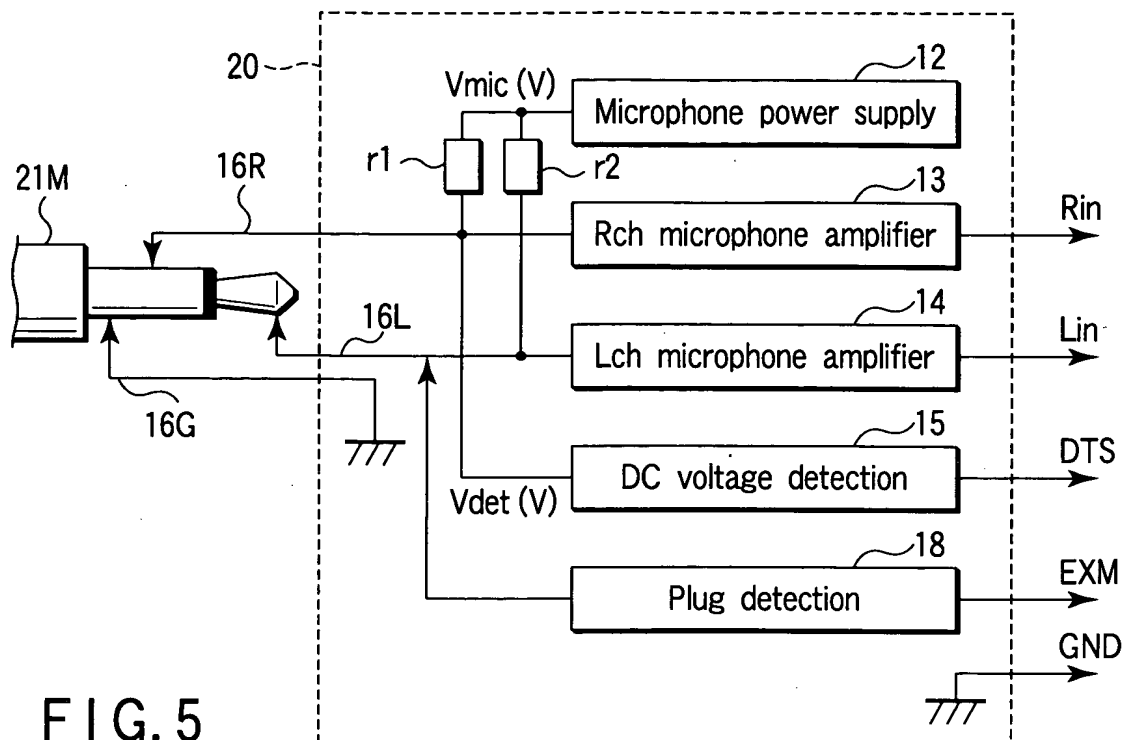 20
Vmic (V)
12
Microphone power supply
r1
r2
21M
16R
13
Rch microphone amplifier
Rin
16L
14
Lch microphone amplifier
Lin
16G
15
DC voltage detection
DTS
Vdet (V)
18
Plug detection
EXM
GND
FIG. 5